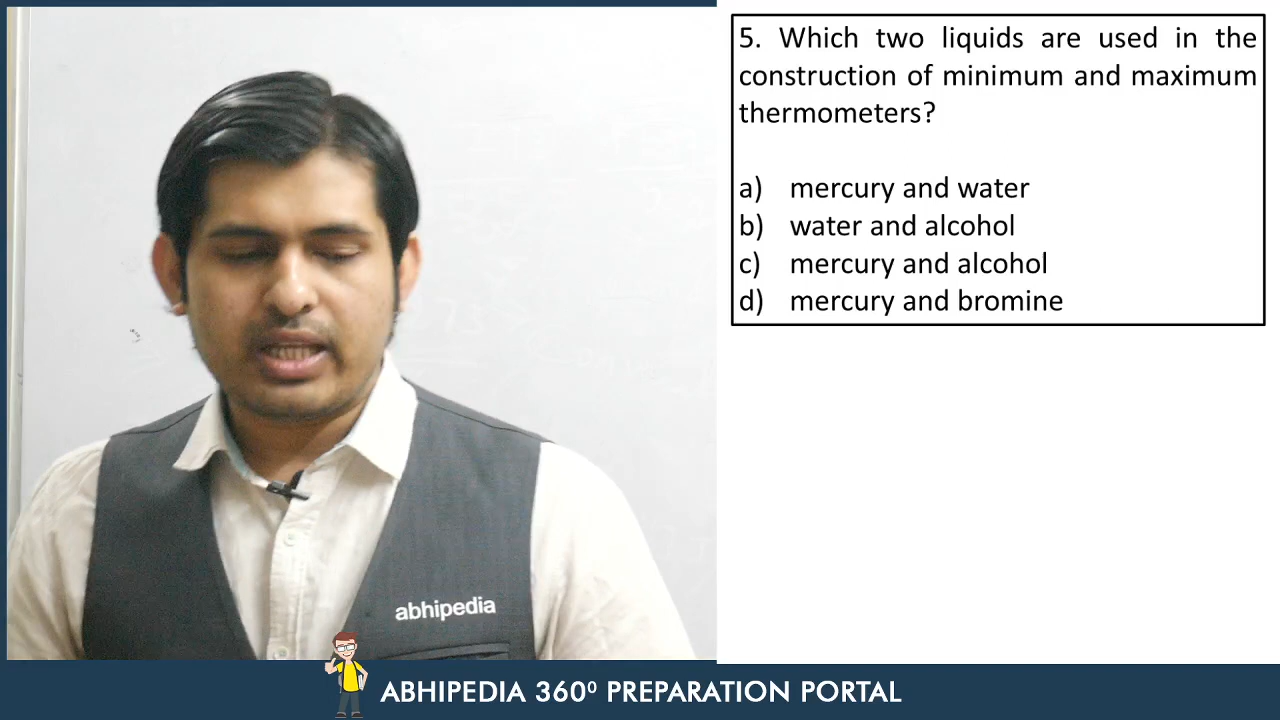 5. Which two liquids are used in the
construction of minimum and maximum
thermometers?
a) mercury and water
b) water and alcohol
c) mercury and alcohol
d) mercury and bromine
abhipedia
ABHIPEDIA 360⁰ PREPARATION PORTAL